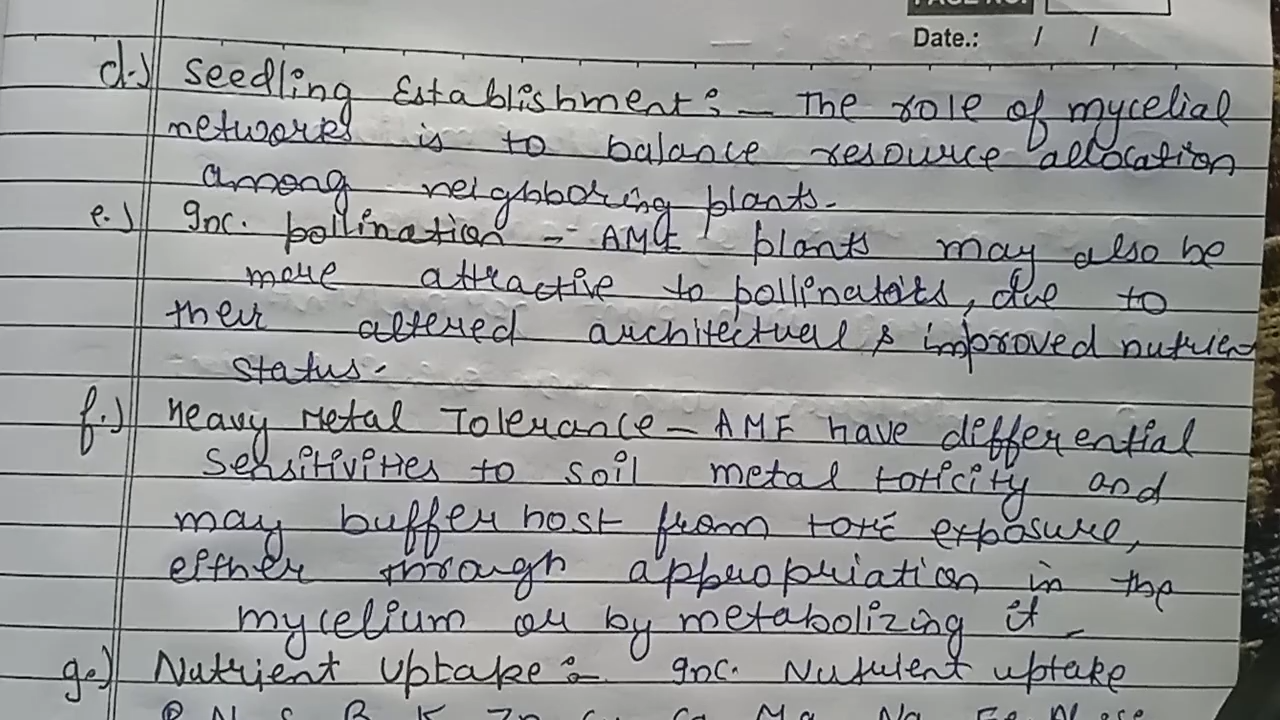 PAGE NO.
Date.: / /
d.) Seedling Establishment :- The role of mycelial
networks is to balance resource allocation
among neighboring plants.
e.) Inc. pollination - AMF plants may also be
more attractive to pollinators, due to
their altered architectural & improved nutrient
status.
f.) Heavy Metal Tolerance - AMF have differential
sensitivities to soil metal toxicity and
may buffer host from toxic exposure,
either through appropriation in the
mycelium or by metabolizing it.
g.) Nutrient Uptake :- Inc. Nutrient uptake